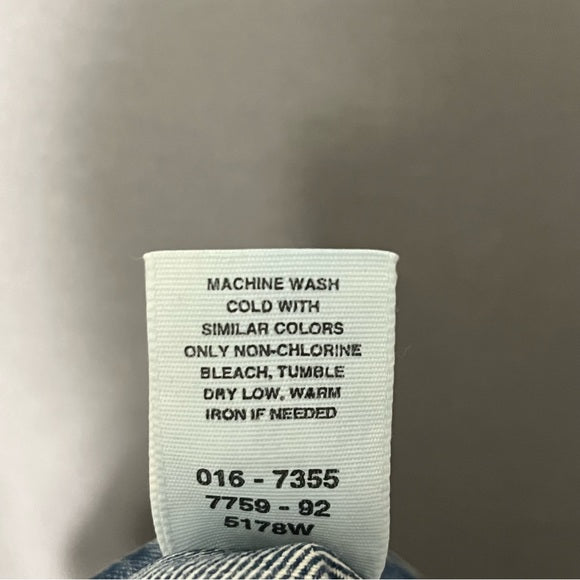 MACHINE WASH
COLD WITH
SIMILAR COLORS
ONLY NON-CHLORINE
BLEACH, TUMBLE
DRY LOW, WARM
IRON IF NEEDED
016 - 7355
7759 - 92
5178W